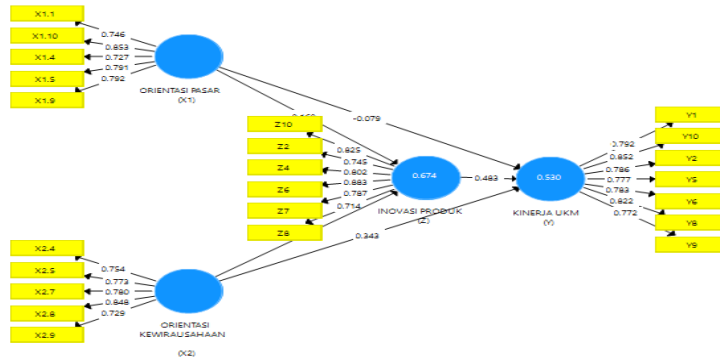 X1.1
X1.10
X1.4
X1.5
X1.9
0.746
0.853
0.727
0.791
0.792
ORIENTASI PASAR
(X1)
-0.079
Z10
Z2
Z4
Z6
Z7
Z8
0.825
0.745
0.802
0.883
0.787
0.714
0.674
INOVASI PRODUK
(Z)
0.483
0.530
KINERJA UKM
(Y)
0.792
0.852
0.786
0.777
0.783
0.822
0.772
Y1
Y10
Y2
Y5
Y6
Y8
Y9
0.343
X2.4
X2.5
X2.7
X2.8
X2.9
0.754
0.773
0.780
0.848
0.729
ORIENTASI
KEWIRAUSAHAAN
(X2)